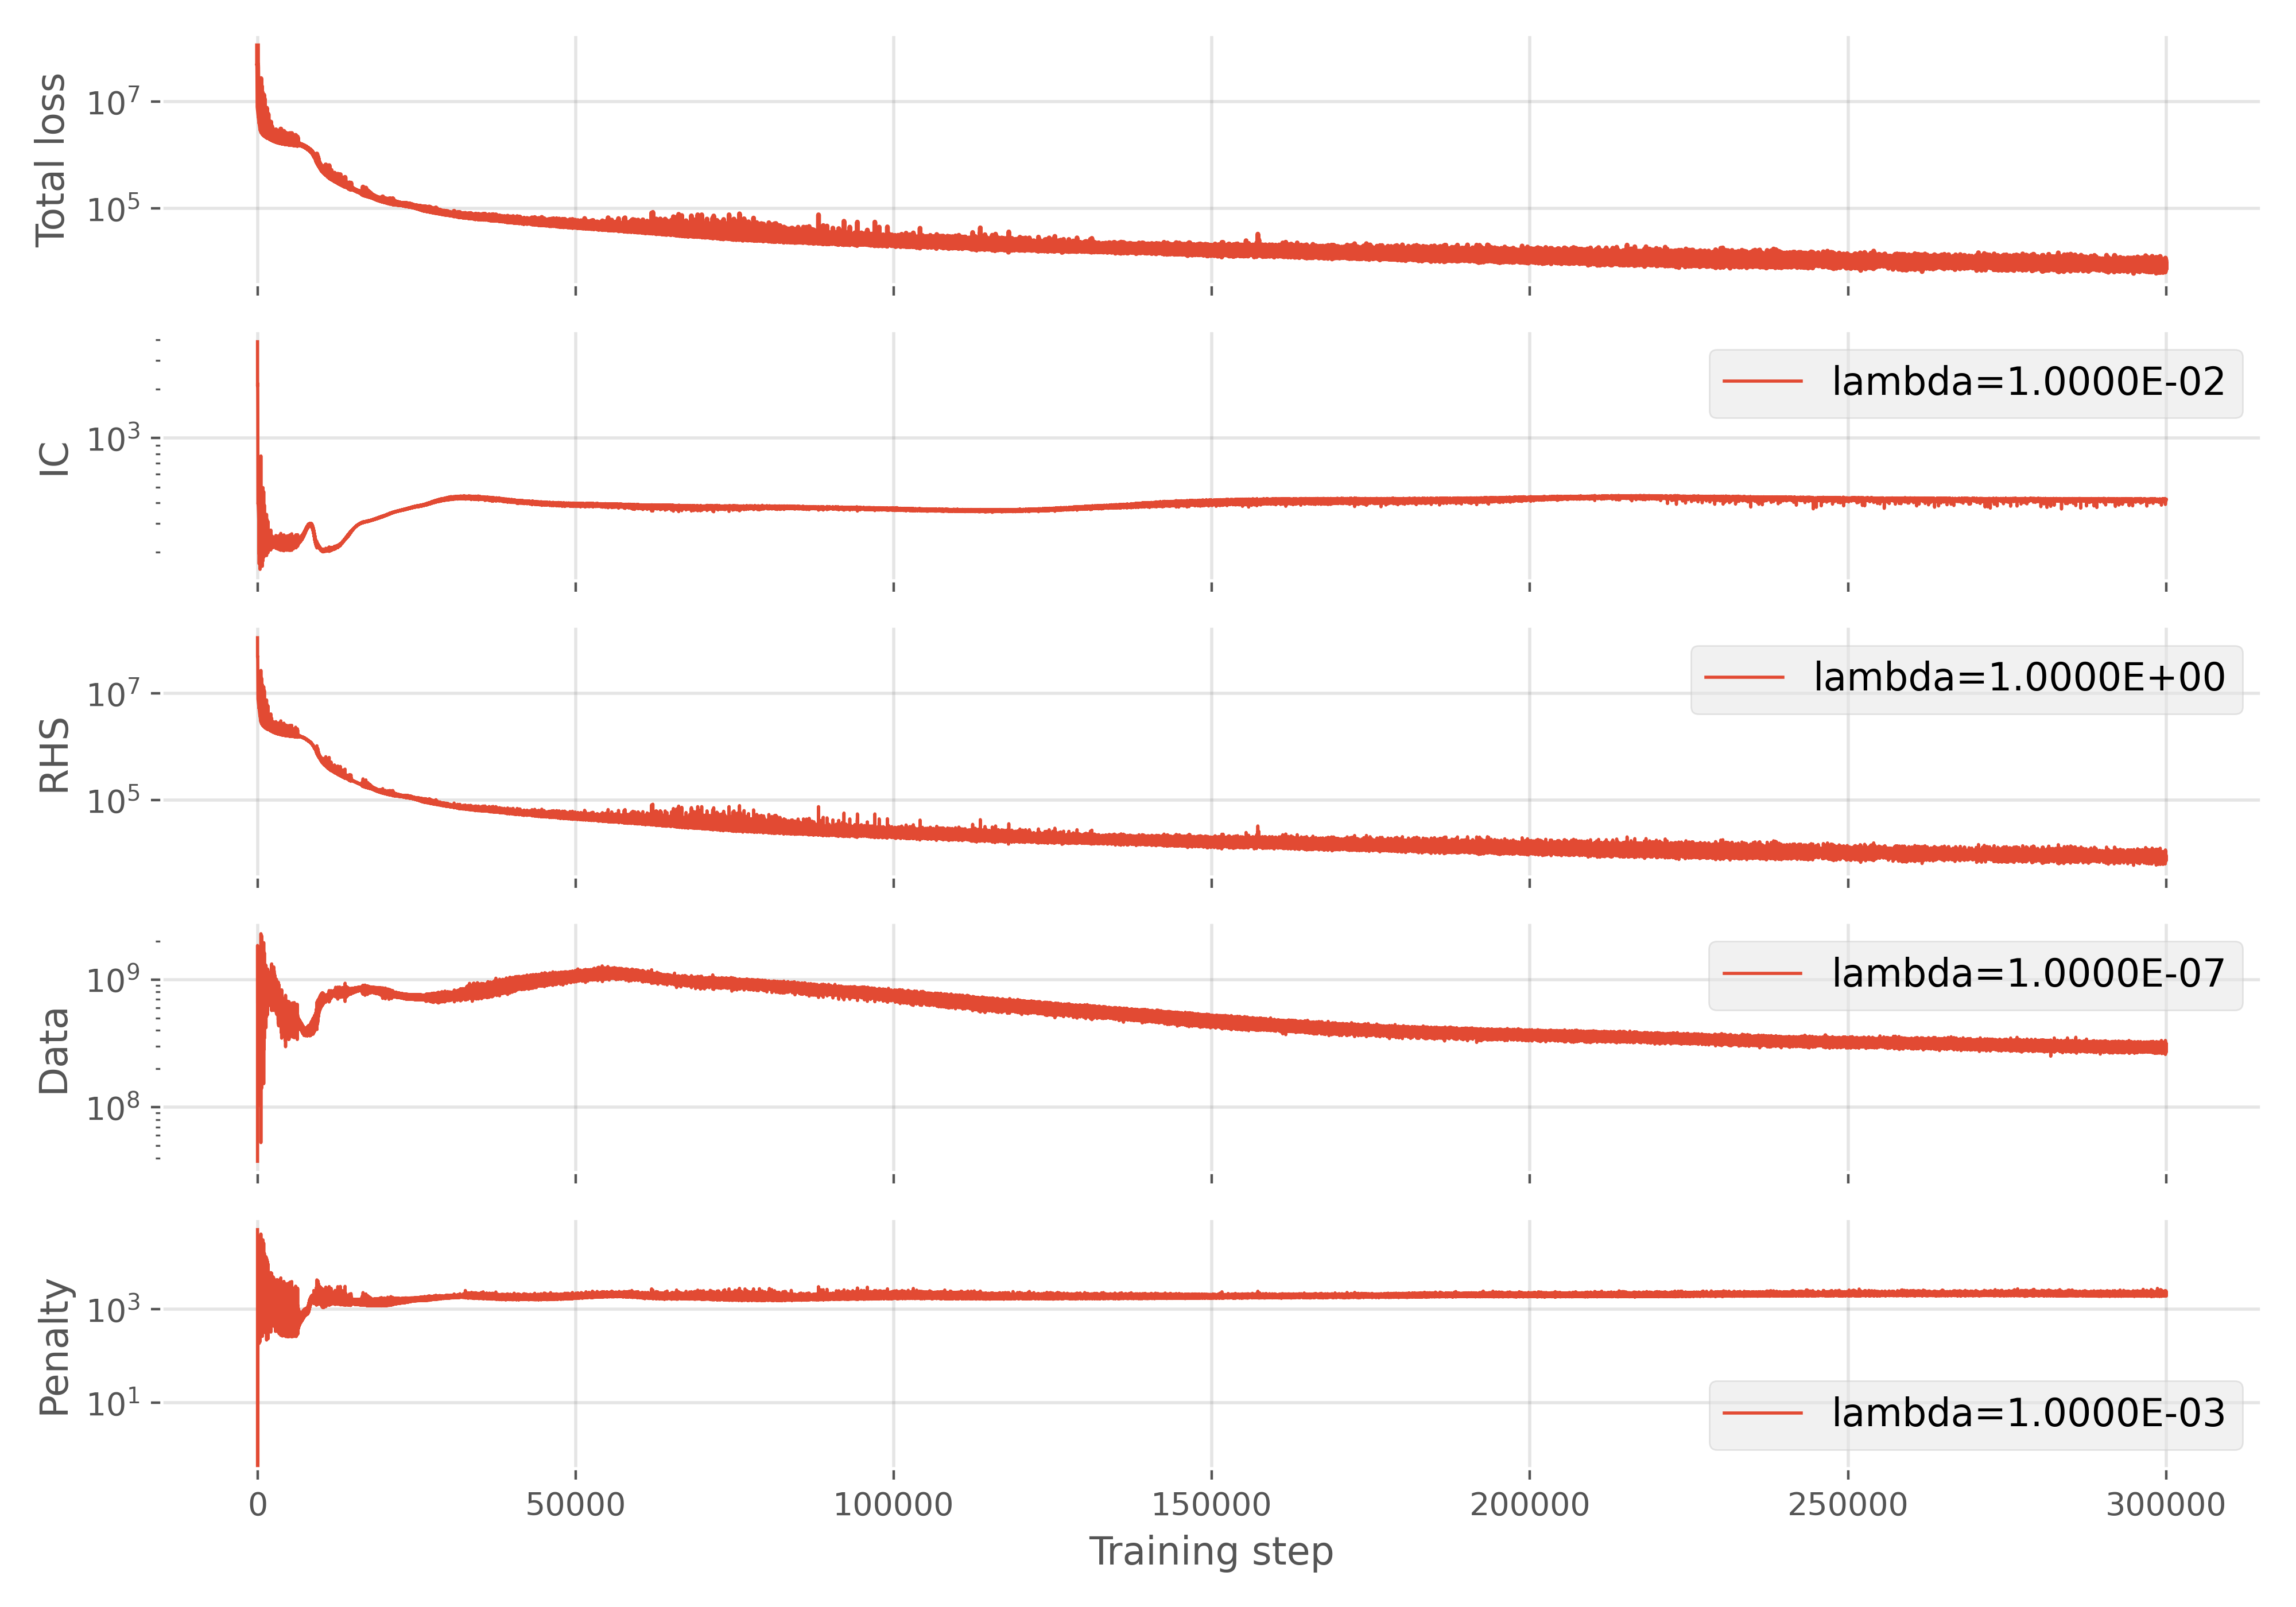 Total loss
10^7
10^5
IC
10^3
lambda=1.0000E-02
RHS
10^7
10^5
lambda=1.0000E+00
Data
10^9
10^8
lambda=1.0000E-07
Penalty
10^3
10^1
lambda=1.0000E-03
0 50000 100000 150000 200000 250000 300000
Training step